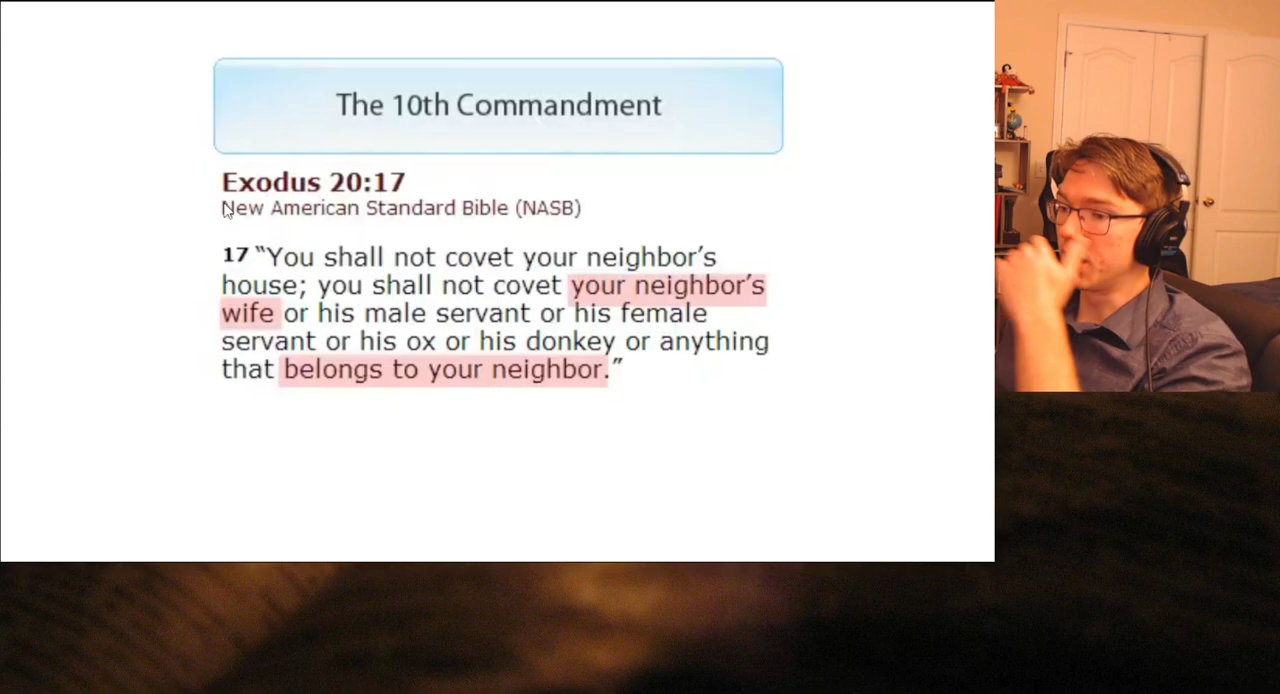 The 10th Commandment
Exodus 20:17
New American Standard Bible (NASB)
17 “You shall not covet your neighbor’s
house; you shall not covet your neighbor’s
wife or his male servant or his female
servant or his ox or his donkey or anything
that belongs to your neighbor.”